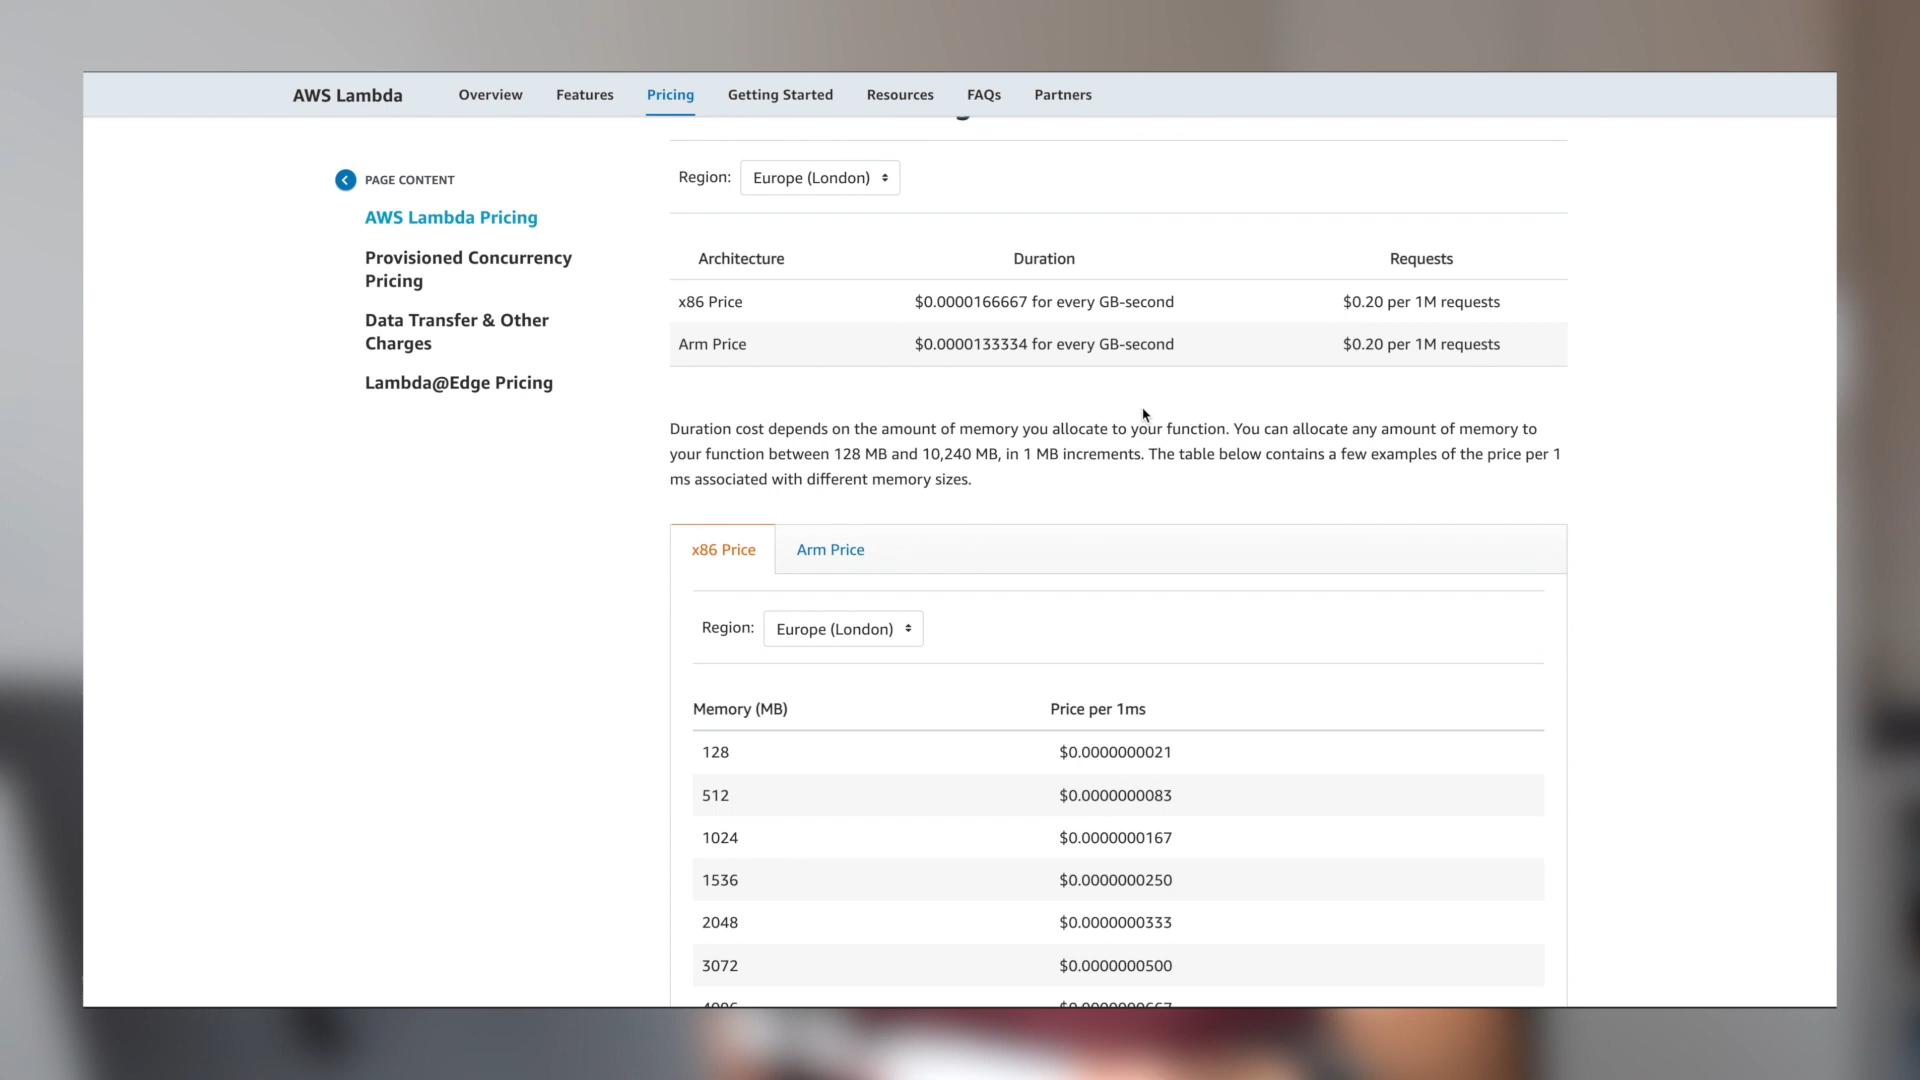 AWS Lambda
Overview
Features
Pricing
Getting Started
Resources
FAQs
Partners
PAGE CONTENT
AWS Lambda Pricing
Provisioned Concurrency
Pricing
Data Transfer & Other
Charges
Lambda@Edge Pricing
Region: Europe (London)
Architecture Duration Requests
x86 Price $0.0000166667 for every GB-second $0.20 per 1M requests
Arm Price $0.0000133334 for every GB-second $0.20 per 1M requests
Duration cost depends on the amount of memory you allocate to your function. You can allocate any amount of memory to
your function between 128 MB and 10,240 MB, in 1 MB increments. The table below contains a few examples of the price per 1
ms associated with different memory sizes.
x86 Price Arm Price
Region: Europe (London)
Memory (MB) Price per 1ms
128 $0.0000000021
512 $0.0000000083
1024 $0.0000000167
1536 $0.0000000250
2048 $0.0000000333
3072 $0.0000000500